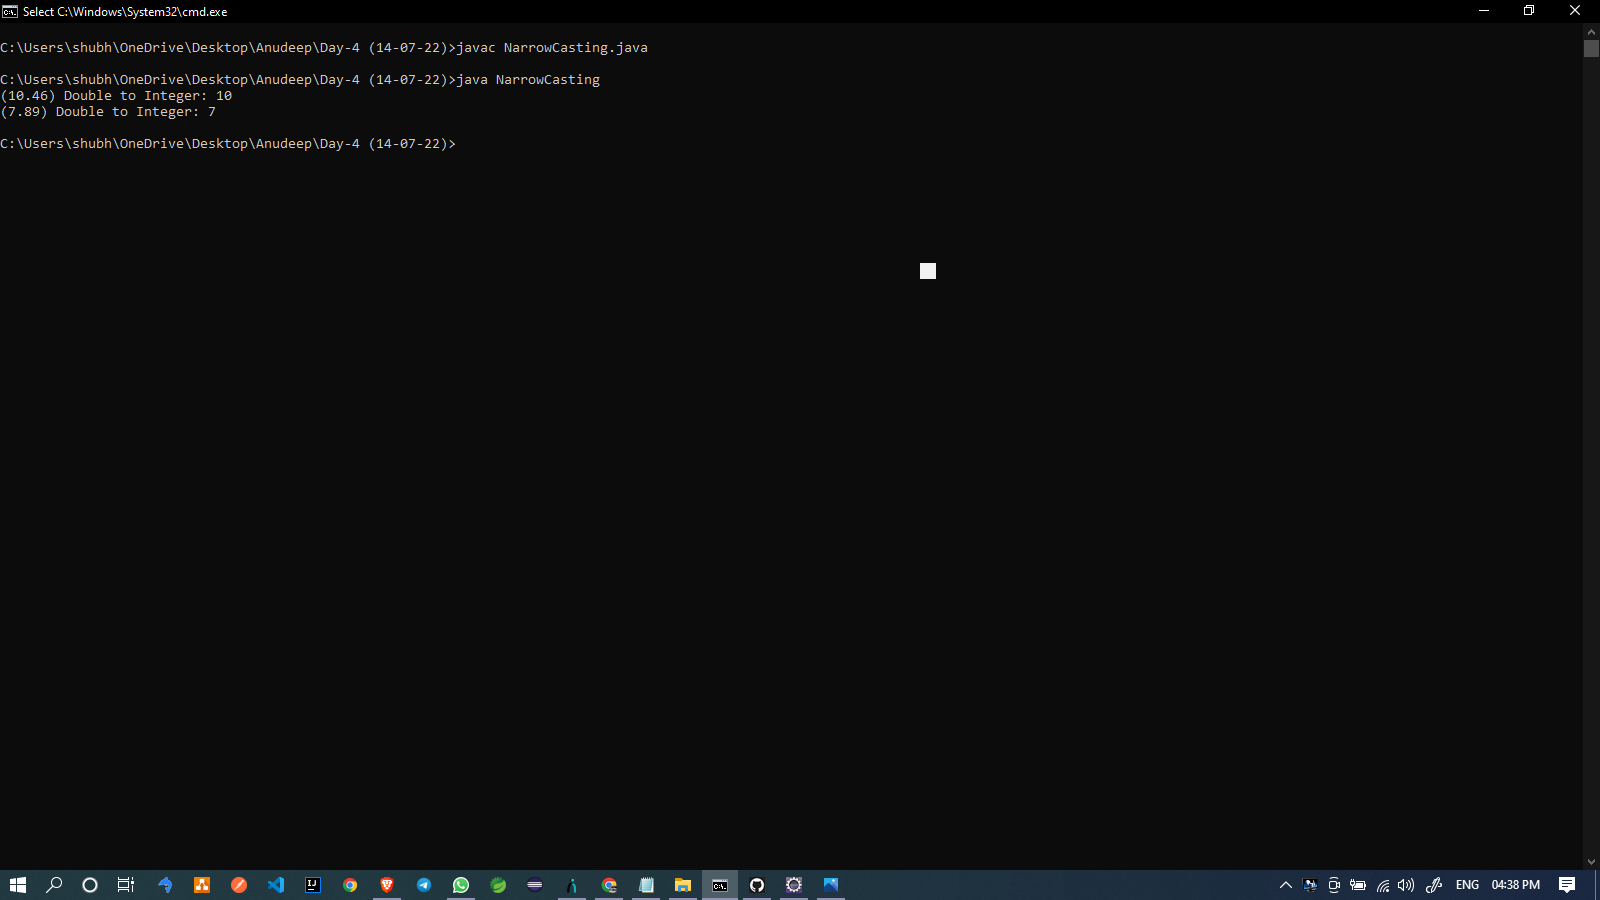 Select C:\Windows\System32\cmd.exe
C:\Users\shubh\OneDrive\Desktop\Anudeep\Day-4 (14-07-22)>javac NarrowCasting.java
C:\Users\shubh\OneDrive\Desktop\Anudeep\Day-4 (14-07-22)>java NarrowCasting
(10.46) Double to Integer: 10
(7.89) Double to Integer: 7
C:\Users\shubh\OneDrive\Desktop\Anudeep\Day-4 (14-07-22)>
ENG 04:38 PM